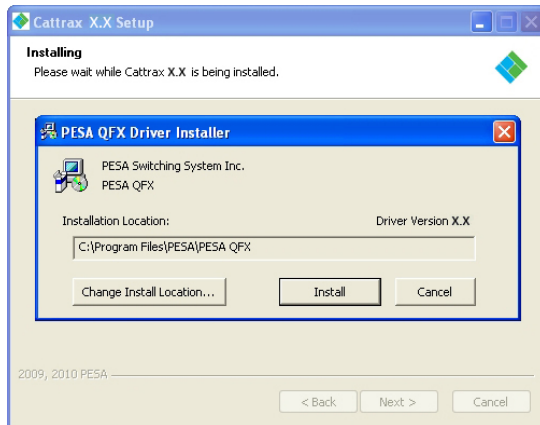 Cattrax X.X Setup
Installing
Please wait while Cattrax X.X is being installed.
PESA QFX Driver Installer
PESA Switching System Inc.
PESA QFX
Installation Location: Driver Version X.X
C:\Program Files\PESA\PESA QFX
Change Install Location... Install Cancel
2009, 2010 PESA
< Back Next > Cancel